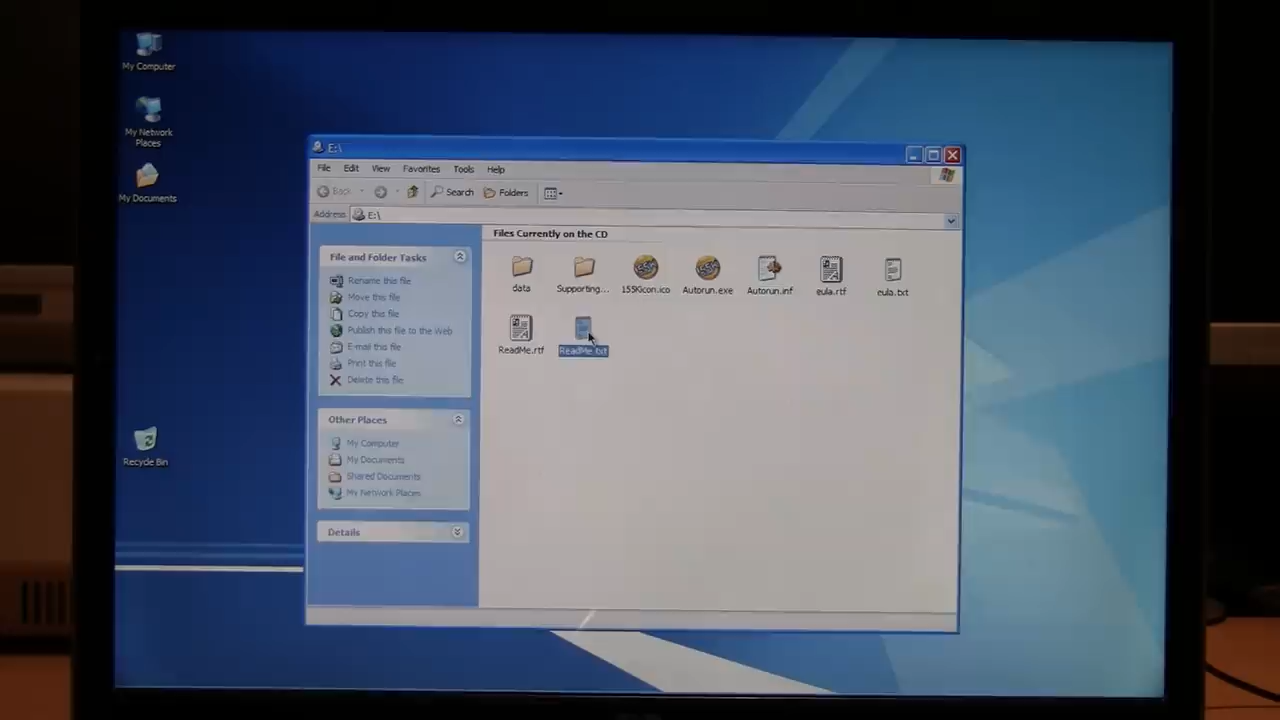 My Computer
My Network
Places
My Documents
Recycle Bin
E:\
File Edit View Favorites Tools Help
Back Search Folders
Address E:\
File and Folder Tasks
Rename this file
Move this file
Copy this file
Publish this file to the Web
E-mail this file
Print this file
Delete this file
Other Places
My Computer
My Documents
Shared Documents
My Network Places
Details
Files Currently on the CD
data Supporting... 155Kicon.ico Autorun.exe Autorun.inf eula.rtf eula.txt
ReadMe.rtf ReadMe.txt